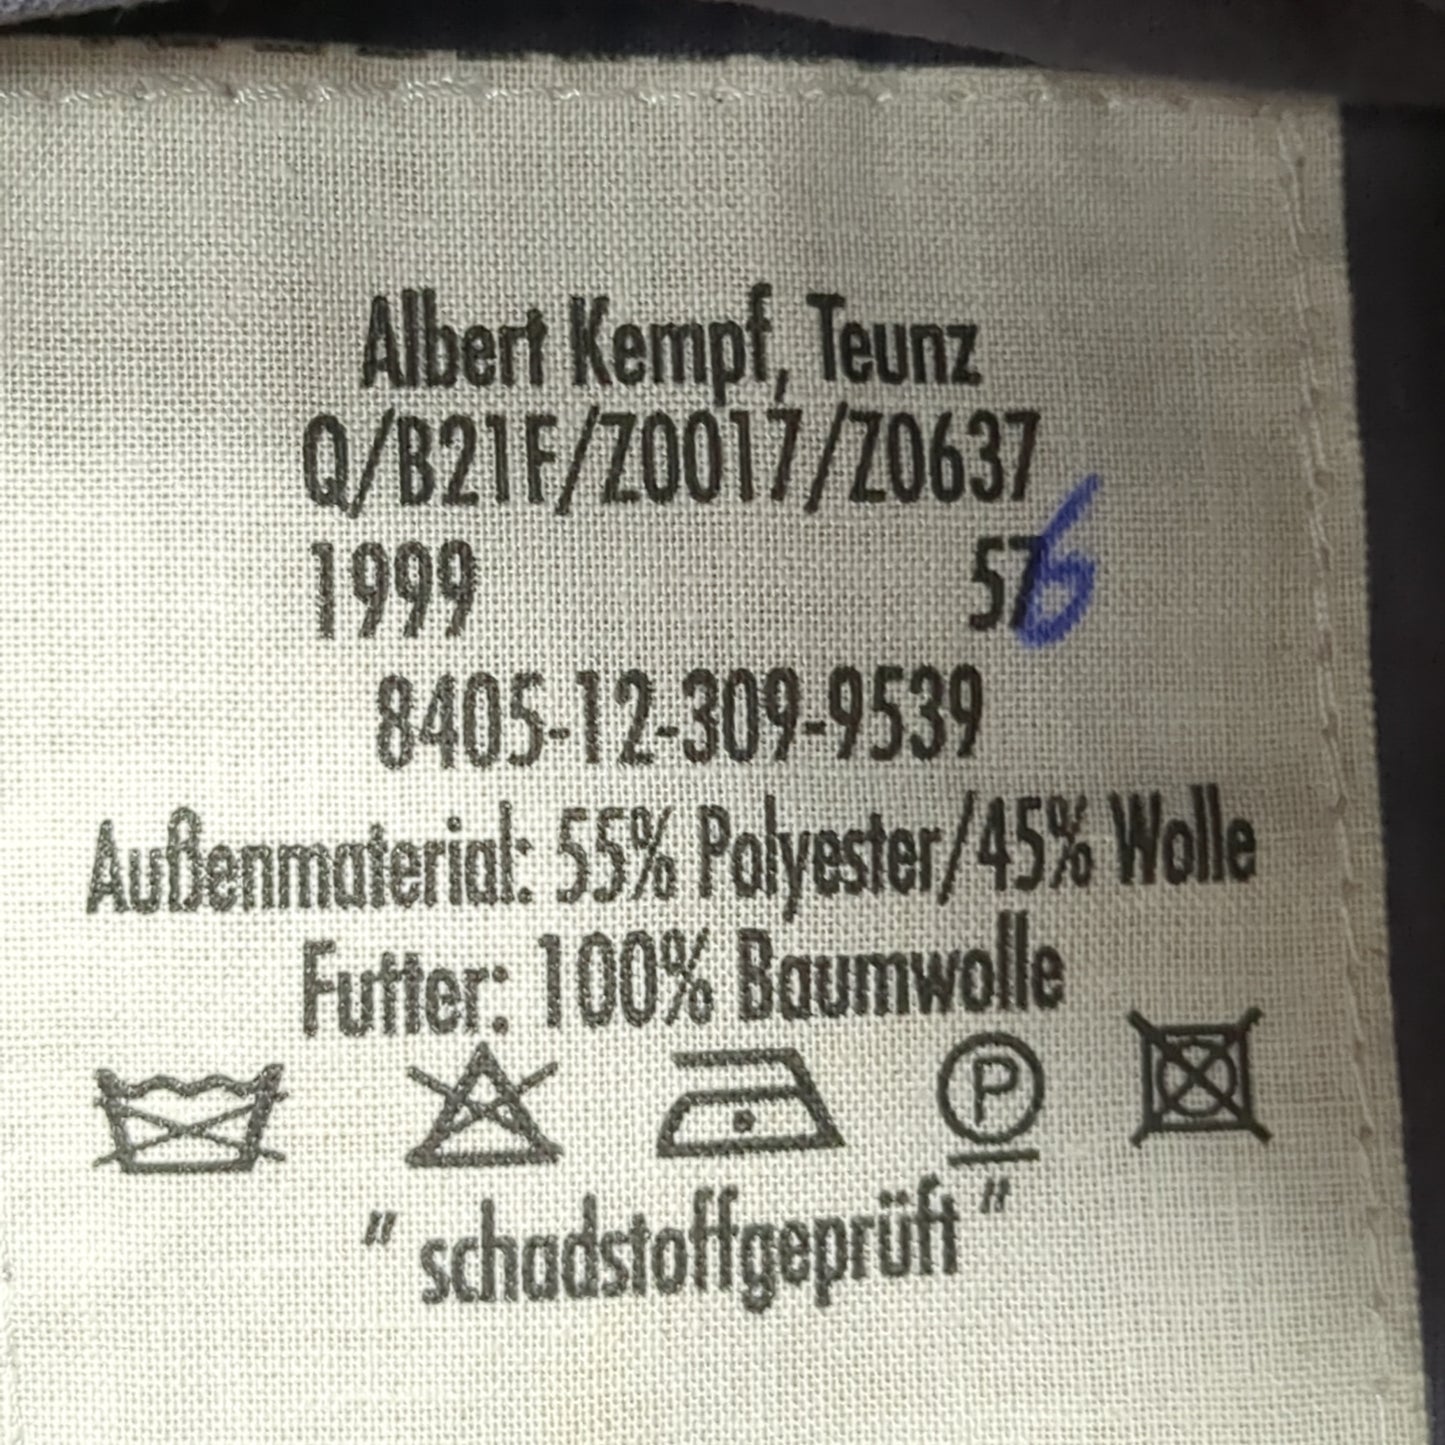 Albert Kempf, Teunz
Q/B21F/Z0017/Z0637
1999 576
8405-12-309-9539
Außenmaterial: 55% Polyester/45% Wolle
Futter: 100% Baumwolle
P
" schadstoffgeprüft "